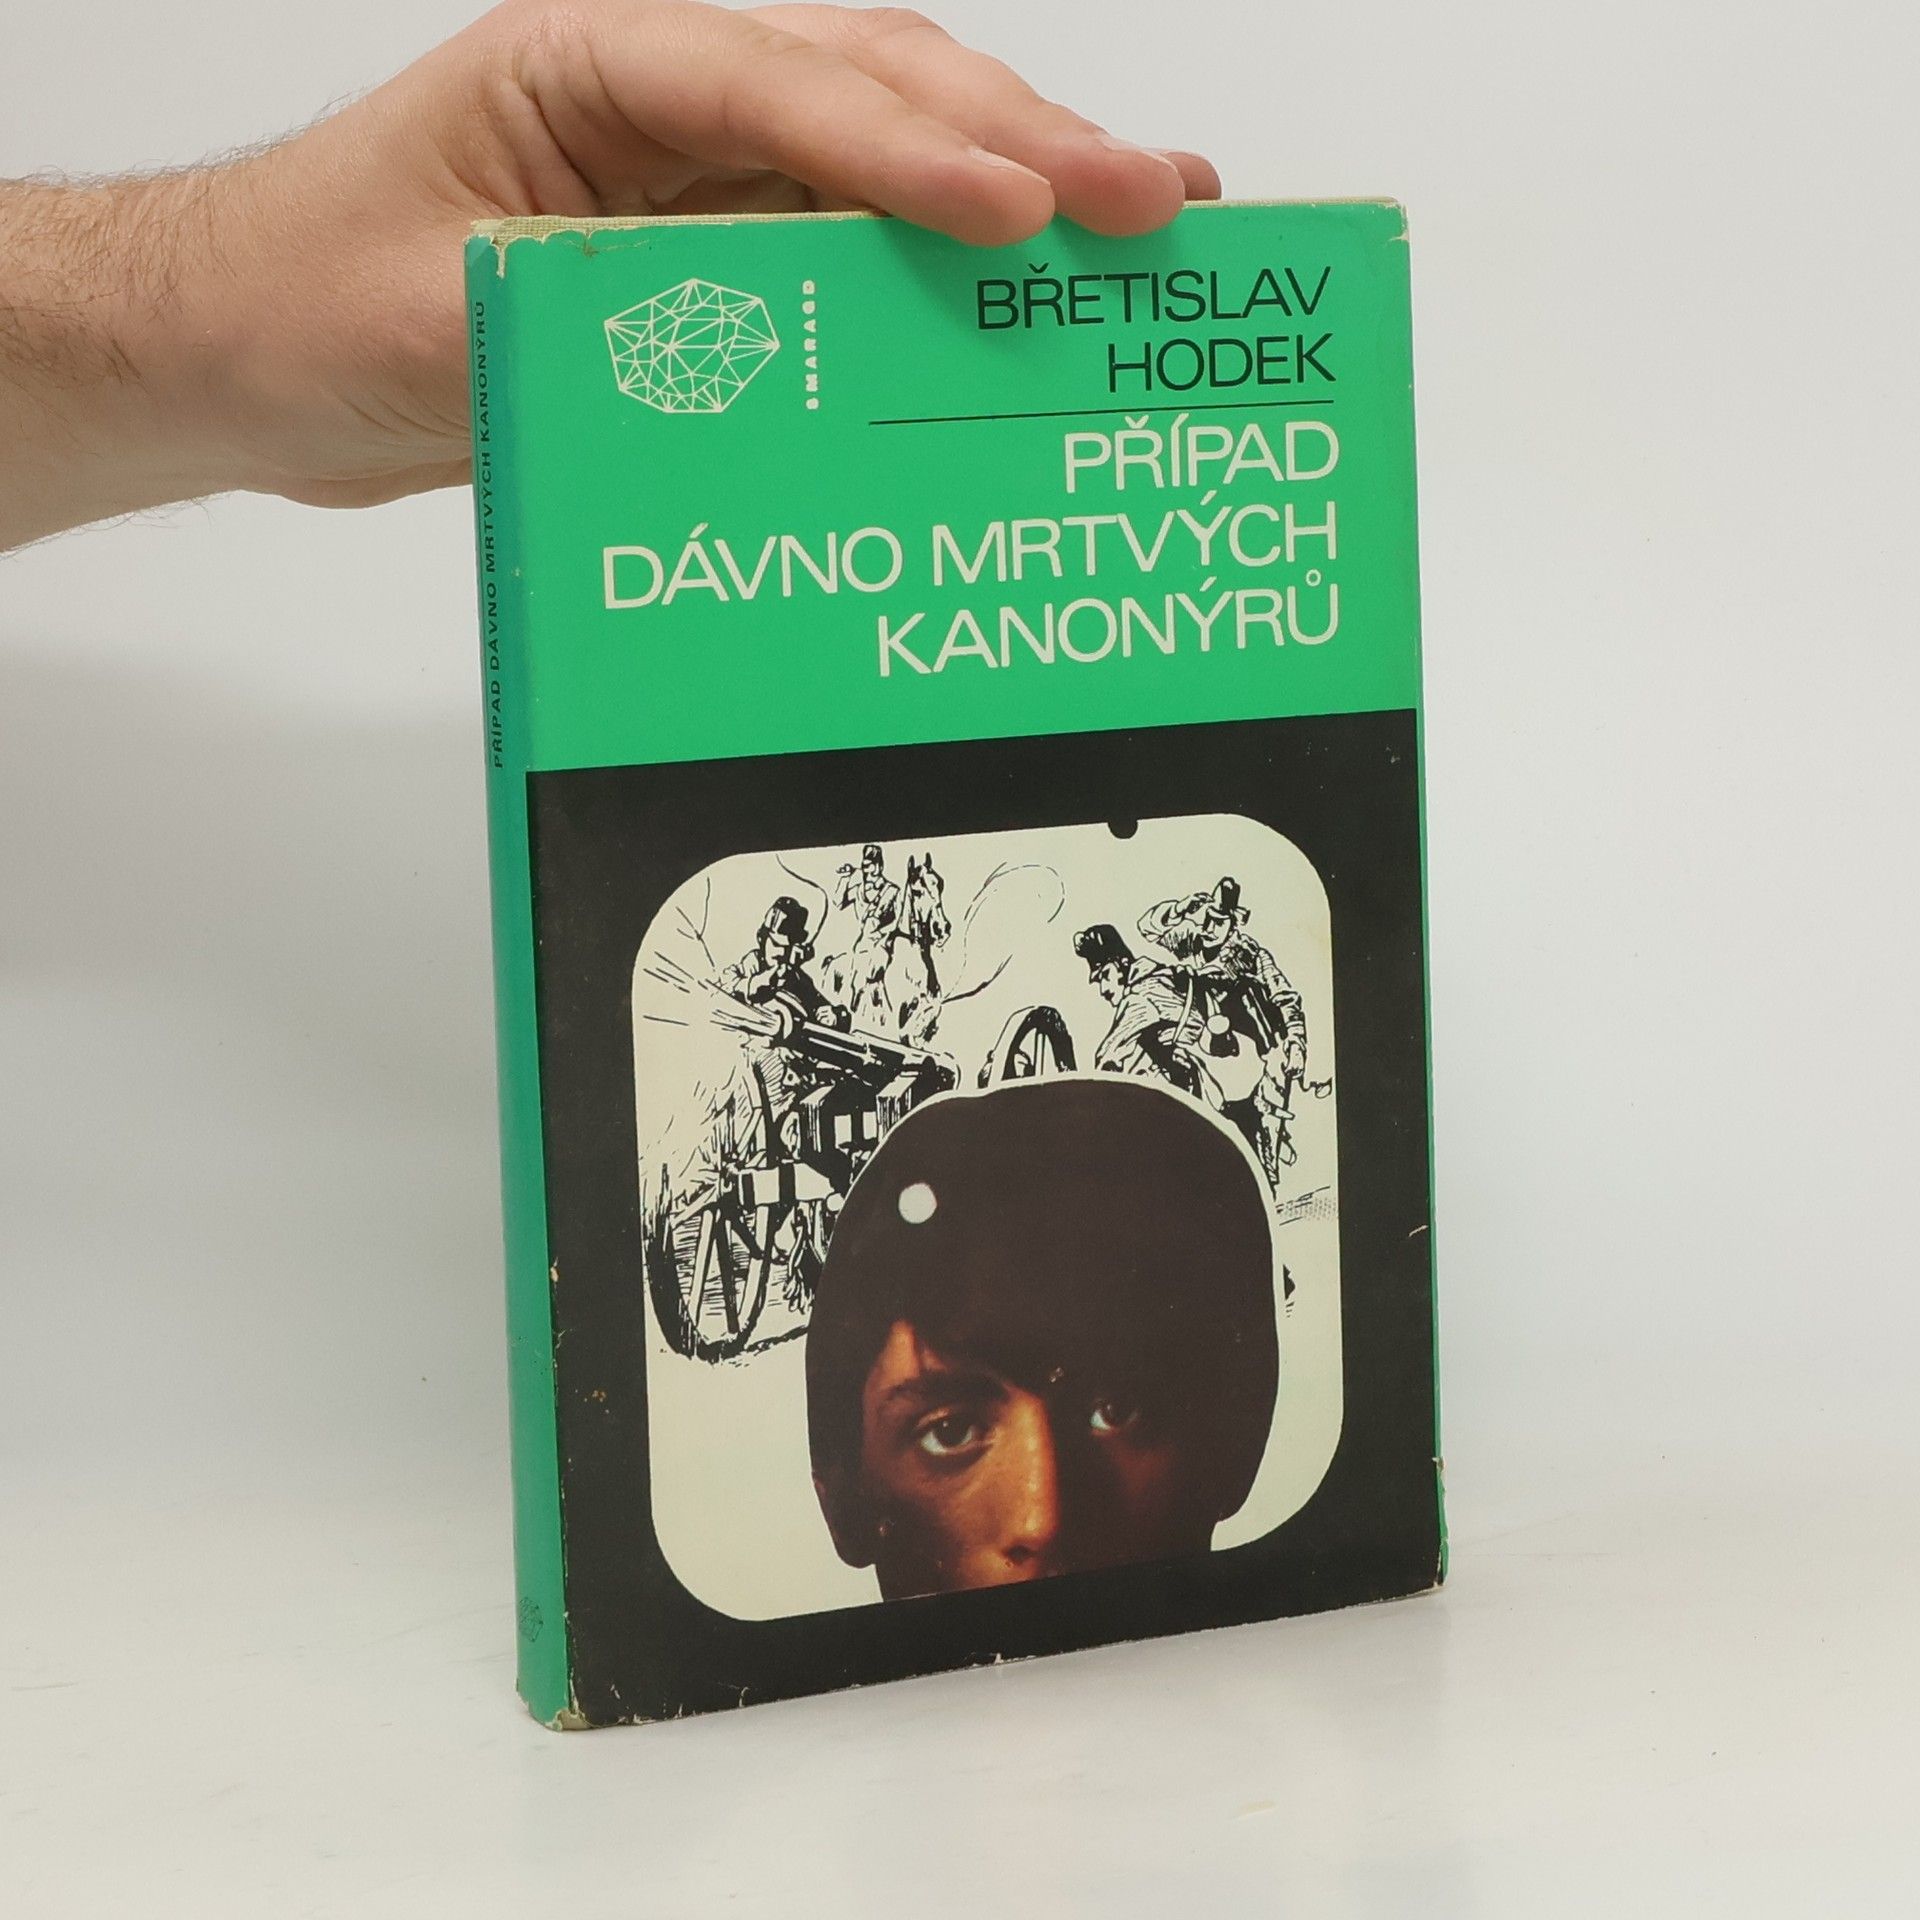 SMARAGD
BŘETISLAV
HODEK
PŘÍPAD
DÁVNO MRTVÝCH
KANONÝRŮ
PŘÍPAD DÁVNO MRTVÝCH KANONÝRŮ